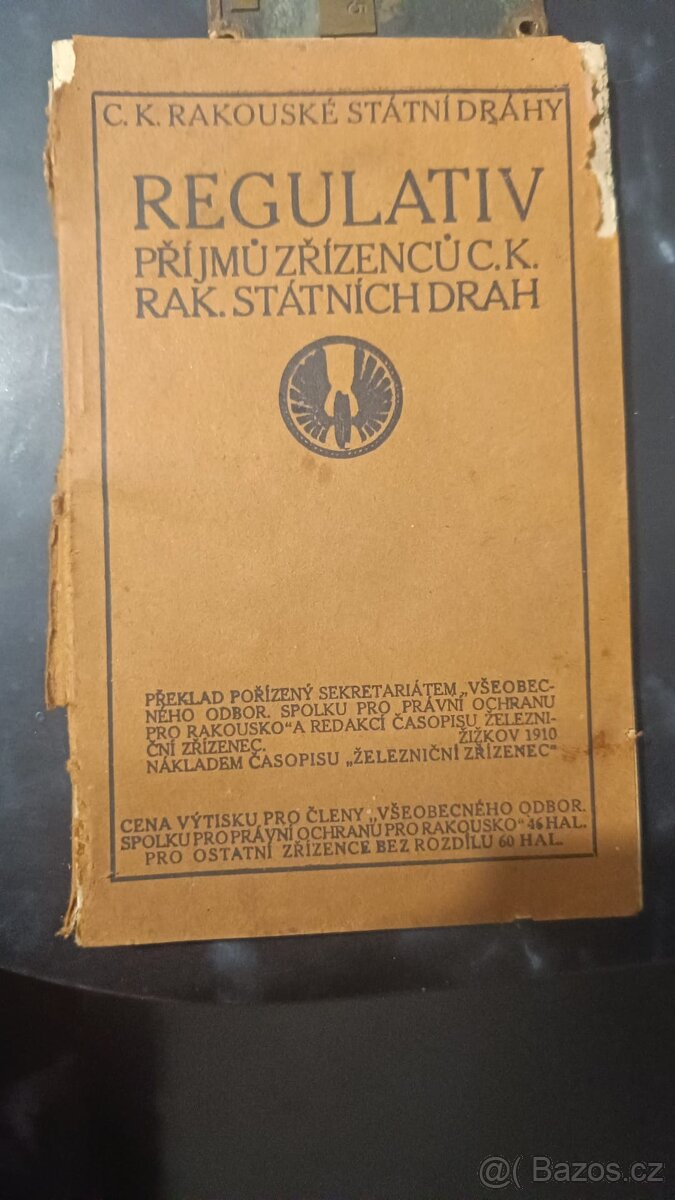 C. K. RAKOUSKÉ STÁTNÍ DRÁHY
REGULATIV
PŘÍJMŮ ZŘÍZENCŮ C. K.
RAK. STÁTNÍCH DRAH
PŘEKLAD POŘÍZENÝ SEKRETARIÁTEM „VŠEOBEC-
NÉHO ODBOR. SPOLKU PRO PRÁVNÍ OCHRANU
PRO RAKOUSKO" A REDAKCÍ ČASOPISU ŽELEZNI-
ČNÍ ZŘÍZENEC. ŽIŽKOV 1910
NÁKLADEM ČASOPISU „ŽELEZNIČNÍ ZŘÍZENEC"
CENA VÝTISKU PRO ČLENY „VŠEOBECNÉHO ODBOR.
SPOLKU PRO PRÁVNÍ OCHRANU PRO RAKOUSKO" 46 HAL.
PRO OSTATNÍ ZŘÍZENCE BEZ ROZDÍLU 60 HAL.
@( Bazos.cz